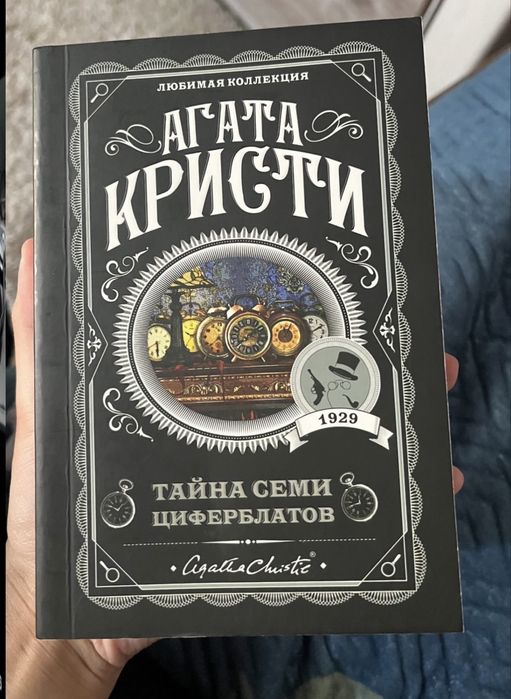 ЛЮБИМАЯ КОЛЛЕКЦИЯ
АГАТА
КРИСТИ
1929
ТАЙНА СЕМИ
ЦИФЕРБЛАТОВ
Agatha Christie®